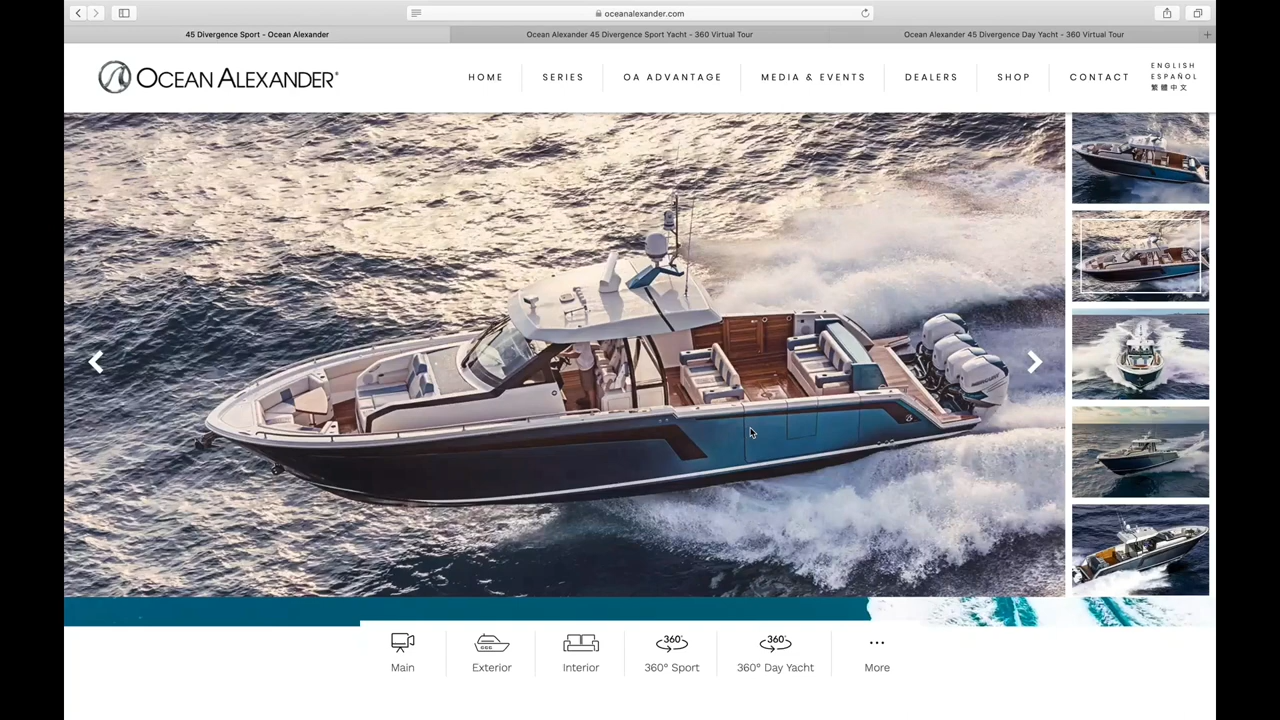 oceanalexander.com
45 Divergence Sport - Ocean Alexander
Ocean Alexander 45 Divergence Sport Yacht - 360 Virtual Tour
Ocean Alexander 45 Divergence Day Yacht - 360 Virtual Tour
OCEAN ALEXANDER®
HOME
SERIES
OA ADVANTAGE
MEDIA & EVENTS
DEALERS
SHOP
CONTACT
ENGLISH
ESPAÑOL
繁體中文
360°
360°
Main
Exterior
Interior
360° Sport
360° Day Yacht
More